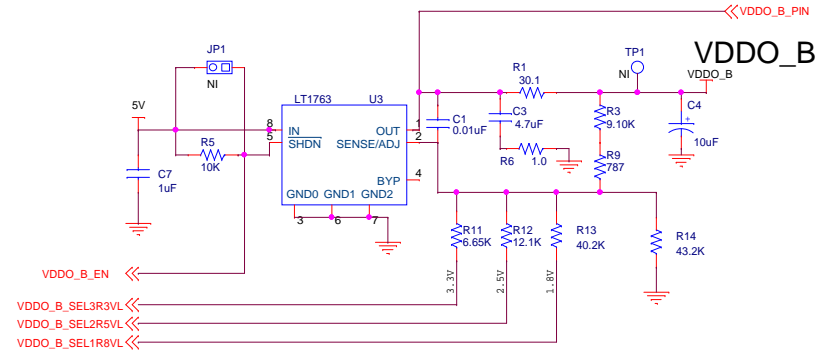 VDDO_B_PIN
JP1
NI
TP1
NI
VDDO_B
VDDO_B
5V
LT1763
U3
R1
30.1
R3
9.10K
C4
+
10uF
8
IN
OUT
1
5
SHDN
SENSE/ADJ
2
C1
0.01uF
C3
4.7uF
R5
10K
R6
1.0
R9
787
C7
1uF
BYP
4
GND0
GND1
GND2
3
6
7
R11
6.65K
R12
12.1K
R13
40.2K
R14
43.2K
3.3V
2.5V
1.8V
VDDO_B_EN
VDDO_B_SEL3R3VL
VDDO_B_SEL2R5VL
VDDO_B_SEL1R8VL